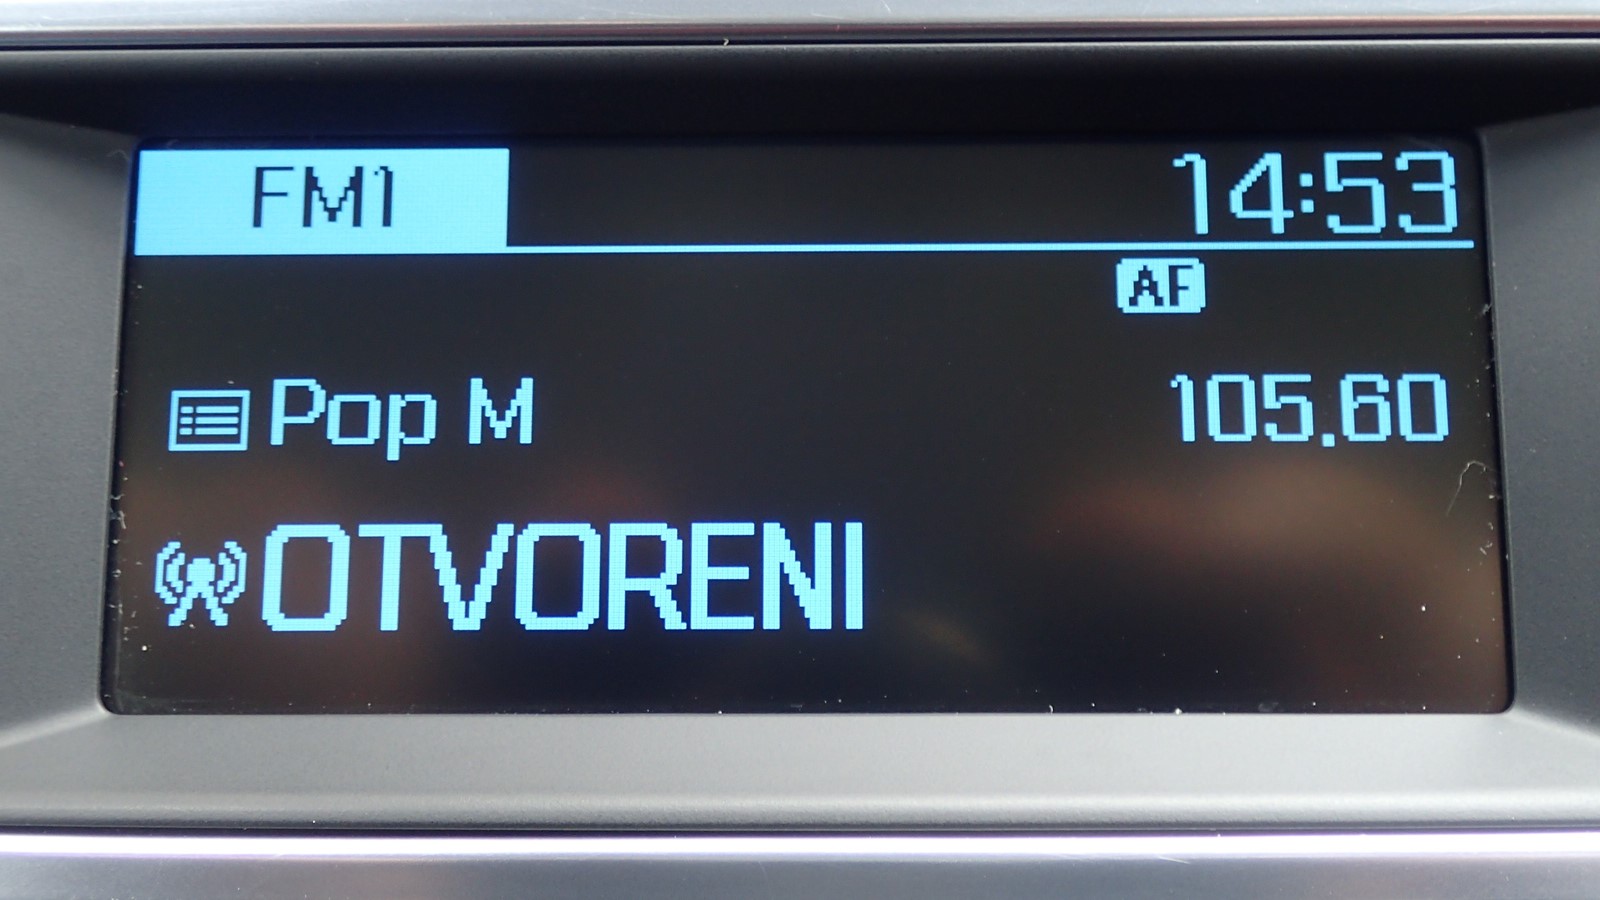 FM1 14:53
AF
Pop M 105.60
OTVORENI